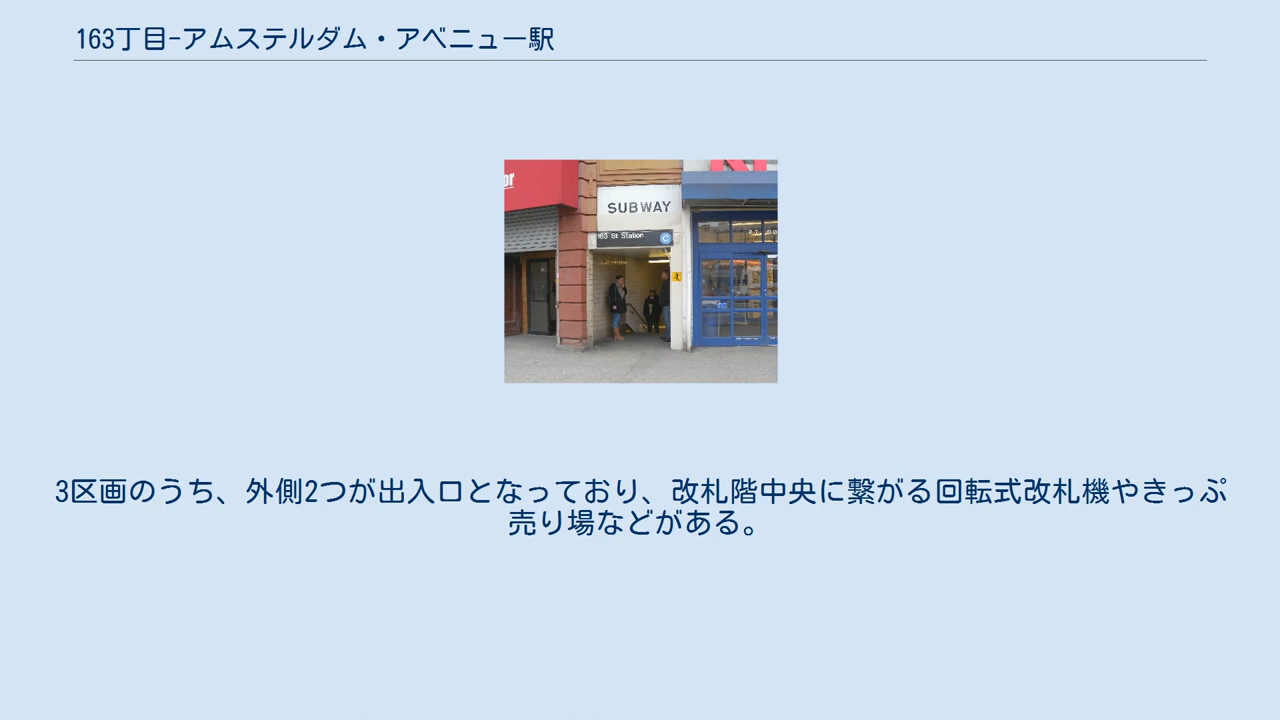 163丁目-アムステルダム・アベニュー駅
or
SUBWAY
163 St Station
C
3区画のうち、外側2つが出入口となっており、改札階中央に繋がる回転式改札機やきっぷ
売り場などがある。